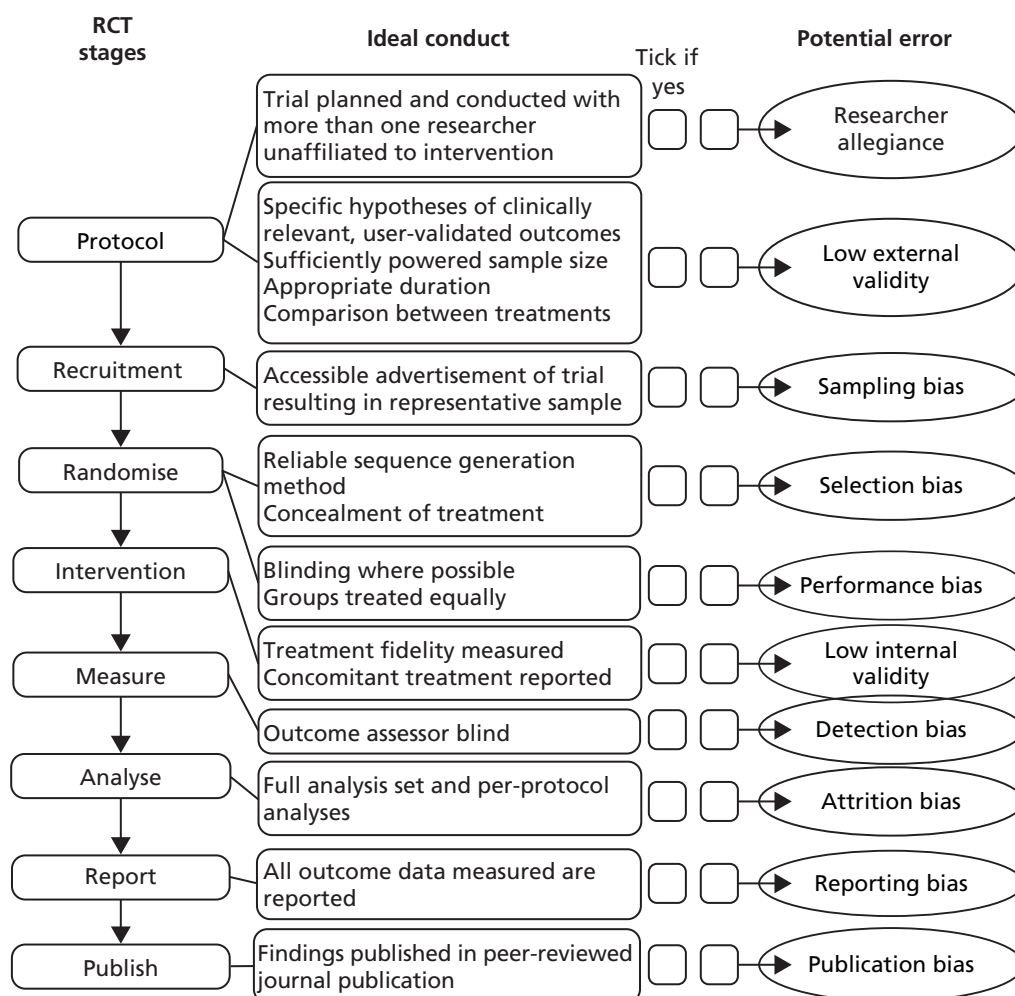 RCT
stages
Ideal conduct
Tick if
yes
Potential error
Trial planned and conducted with
more than one researcher
unaffiliated to intervention
Researcher
allegiance
Protocol
Specific hypotheses of clinically
relevant, user-validated outcomes
Sufficiently powered sample size
Appropriate duration
Comparison between treatments
Low external
validity
Recruitment
Accessible advertisement of trial
resulting in representative sample
Sampling bias
Randomise
Reliable sequence generation
method
Concealment of treatment
Selection bias
Intervention
Blinding where possible
Groups treated equally
Performance bias
Treatment fidelity measured
Concomitant treatment reported
Low internal
validity
Measure
Outcome assessor blind
Detection bias
Analyse
Full analysis set and per-protocol
analyses
Attrition bias
Report
All outcome data measured are
reported
Reporting bias
Publish
Findings published in peer-reviewed
journal publication
Publication bias